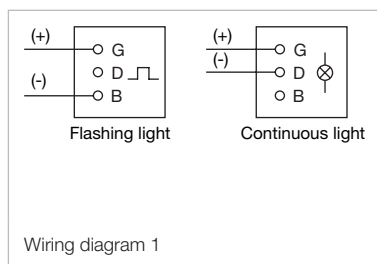 (+)
G
(-)
D
B
Flashing light
(+)
G
(-)
D
B
Continuous light
Wiring diagram 1